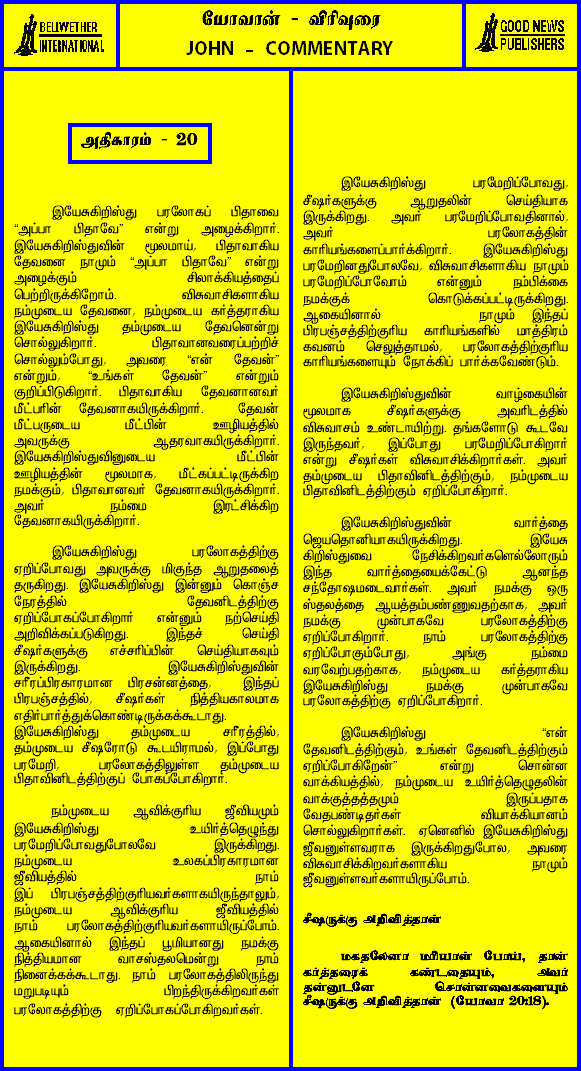 BELLWETHER
INTERNATIONAL
யோவான் - விரிவுரை
JOHN - COMMENTARY
GOOD NEWS
PUBLISHERS
அதிகாரம் - 20
இயேசுகிறிஸ்து பரலோகப் பிதாவை
“அப்பா பிதாவே” என்று அழைக்கிறார்.
இயேசுகிறிஸ்துவின் மூலமாய், பிதாவாகிய
தேவனை நாமும் “அப்பா பிதாவே” என்று
அழைக்கும் சிலாக்கியத்தைப்
பெற்றிருக்கிறோம். விசுவாசிகளாகிய
நம்முடைய தேவனை, நம்முடைய கர்த்தராகிய
இயேசுகிறிஸ்து தம்முடைய தேவனென்று
சொல்லுகிறார். பிதாவானவரைப்பற்றிச்
சொல்லும்போது, அவரை “என் தேவன்”
என்றும், “உங்கள் தேவன்” என்றும்
குறிப்பிடுகிறார். பிதாவாகிய தேவனானவர்
மீட்பரின் தேவனாகயிருக்கிறார். தேவன்
மீட்பருடைய மீட்பின் ஊழியத்தில்
அவருக்கு ஆதரவாகயிருக்கிறார்.
இயேசுகிறிஸ்துவினுடைய மீட்பின்
ஊழியத்தின் மூலமாக, மீட்கப்பட்டிருக்கிற
நமக்கும், பிதாவானவர் தேவனாகயிருக்கிறார்.
அவர் நம்மை இரட்சிக்கிற
தேவனாகயிருக்கிறார்.
இயேசுகிறிஸ்து பரலோகத்திற்கு
ஏறிப்போவது அவருக்கு மிகுந்த ஆறுதலைத்
தருகிறது. இயேசுகிறிஸ்து இன்னும் கொஞ்ச
நேரத்தில் தேவனிடத்திற்கு
ஏறிப்போகப்போகிறார் என்னும் நற்செய்தி
அறிவிக்கப்படுகிறது. இந்தச் செய்தி
சீஷர்களுக்கு எச்சரிப்பின் செய்தியாகவும்
இருக்கிறது. இயேசுகிறிஸ்துவின்
சரீரப்பிரகாரமான பிரசன்னத்தை, இந்தப்
பிரபஞ்சத்தில், சீஷர்கள் நித்தியகாலமாக
எதிர்பார்த்துக்கொண்டிருக்கக்கூடாது.
இயேசுகிறிஸ்து தம்முடைய சரீரத்தில்,
தம்முடைய சீஷரோடு கூடயிராமல், இப்போது
பரமேறி, பரலோகத்திலுள்ள தம்முடைய
பிதாவினிடத்திற்குப் போகப்போகிறார்.
நம்முடைய ஆவிக்குரிய ஜீவியமும்
இயேசுகிறிஸ்து உயிர்த்தெழுந்து
பரமேறிப்போவதுபோலவே இருக்கிறது.
நம்முடைய உலகப்பிரகாரமான
ஜீவியத்தில் நாம்
இப் பிரபஞ்சத்திற்குரியவர்களாகயிருந்தாலும்,
நம்முடைய ஆவிக்குரிய ஜீவியத்தில்
நாம் பரலோகத்திற்குரியவர்களாயிருப்போம்.
ஆகையினால் இந்தப் பூமியானது நமக்கு
நித்தியமான வாசஸ்தலமென்று நாம்
நினைக்கக்கூடாது. நாம் பரலோகத்திலிருந்து
மறுபடியும் பிறந்திருக்கிறவர்கள்
பரலோகத்திற்கு ஏறிப்போகப்போகிறவர்கள்.
இயேசுகிறிஸ்து பரமேறிப்போவது,
சீஷர்களுக்கு ஆறுதலின் செய்தியாக
இருக்கிறது. அவர் பரமேறிப்போவதினால்,
அவர் பரலோகத்தின்
காரியங்களைப்பார்க்கிறார். இயேசுகிறிஸ்து
பரமேறினதுபோலவே, விசுவாசிகளாகிய நாமும்
பரமேறிப்போவோம் என்னும் நம்பிக்கை
நமக்குக் கொடுக்கப்பட்டிருக்கிறது.
ஆகையினால் நாமும் இந்தப்
பிரபஞ்சத்திற்குரிய காரியங்களில் மாத்திரம்
கவனம் செலுத்தாமல், பரலோகத்திற்குரிய
காரியங்களையும் நோக்கிப் பார்க்கவேண்டும்.
இயேசுகிறிஸ்துவின் வாழ்கையின்
மூலமாக சீஷர்களுக்கு அவரிடத்தில்
விசுவாசம் உண்டாயிற்று. தங்களோடு கூடவே
இருந்தவர், இப்போது பரமேறிப்போகிறார்
என்று சீஷர்கள் விசுவாசிக்கிறார்கள். அவர்
தம்முடைய பிதாவினிடத்திற்கும், நம்முடைய
பிதாவினிடத்திற்கும் ஏறிப்போகிறார்.
இயேசுகிறிஸ்துவின் வார்த்தை
ஜெயதொனியாகயிருக்கிறது. இயேசு
கிறிஸ்துவை நேசிக்கிறவர்களெல்லோரும்
இந்த வார்த்தையைக்கேட்டு ஆனந்த
சந்தோஷமடைவார்கள். அவர் நமக்கு ஒரு
ஸ்தலத்தை ஆயத்தம்பண்ணுவதற்காக, அவர்
நமக்கு முன்பாகவே பரலோகத்திற்கு
ஏறிப்போகிறார். நாம் பரலோகத்திற்கு
ஏறிப்போகும்போது, அங்கு நம்மை
வரவேற்பதற்காக, நம்முடைய கர்த்தராகிய
இயேசுகிறிஸ்து நமக்கு முன்பாகவே
பரலோகத்திற்கு ஏறிப்போகிறார்.
இயேசுகிறிஸ்து “என்
தேவனிடத்திற்கும், உங்கள் தேவனிடத்திற்கும்
ஏறிப்போகிறேன்” என்று சொன்ன
வாக்கியத்தில், நம்முடைய உயிர்த்தெழுதலின்
வாக்குத்தத்தமும் இருப்பதாக
வேதபண்டிதர்கள் வியாக்கியானம்
சொல்லுகிறார்கள். ஏனெனில் இயேசுகிறிஸ்து
ஜீவனுள்ளவராக இருக்கிறதுபோல, அவரை
விசுவாசிக்கிறவர்களாகிய நாமும்
ஜீவனுள்ளவர்களாயிருப்போம்.
சீஷருக்கு அறிவித்தாள்
மகதலேனா மரியாள் போய், தான்
கர்த்தரைக் கண்டதையும், அவர்
தன்னுடனே சொன்னவைகளையும்
சீஷருக்கு அறிவித்தாள் (யோவா 20:18).